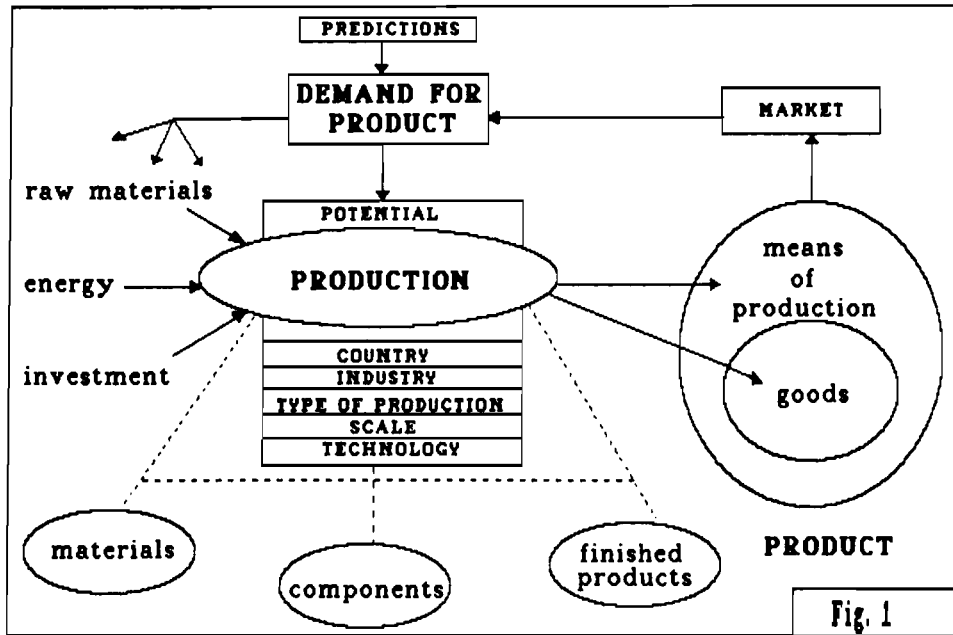 PREDICTIONS
DEMAND FOR
PRODUCT
MARKET
raw materials
POTENTIAL
energy
PRODUCTION
means
of
production
investment
goods
COUNTRY
INDUSTRY
TYPE OF PRODUCTION
SCALE
TECHNOLOGY
materials
components
finished
products
PRODUCT
Fig. 1